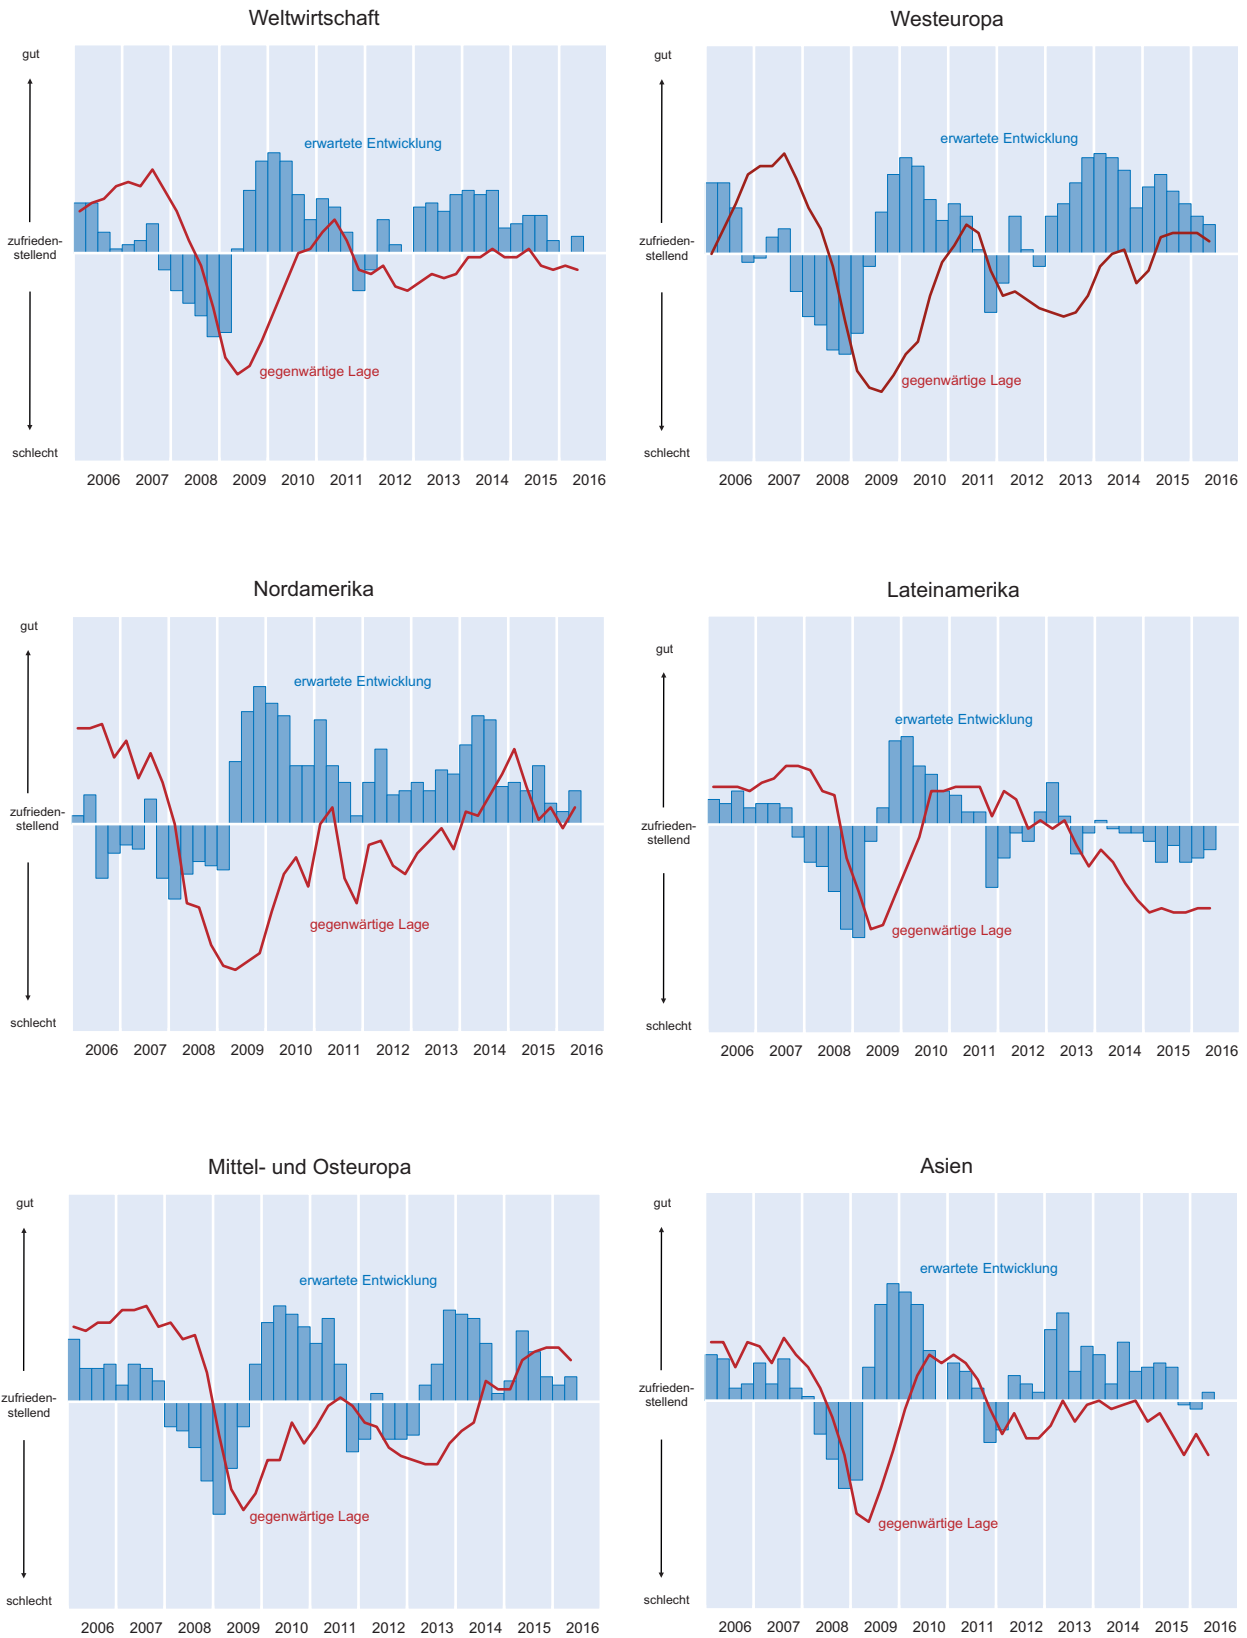 Weltwirtschaft
gut
erwartete Entwicklung
zufrieden-
stellend
gegenwärtige Lage
schlecht
2006 2007 2008 2009 2010 2011 2012 2013 2014 2015 2016
Westeuropa
gut
erwartete Entwicklung
zufrieden-
stellend
gegenwärtige Lage
schlecht
2006 2007 2008 2009 2010 2011 2012 2013 2014 2015 2016
Nordamerika
gut
erwartete Entwicklung
zufrieden-
stellend
gegenwärtige Lage
schlecht
2006 2007 2008 2009 2010 2011 2012 2013 2014 2015 2016
Lateinamerika
gut
erwartete Entwicklung
zufrieden-
stellend
gegenwärtige Lage
schlecht
2006 2007 2008 2009 2010 2011 2012 2013 2014 2015 2016
Mittel- und Osteuropa
gut
erwartete Entwicklung
zufrieden-
stellend
gegenwärtige Lage
schlecht
2006 2007 2008 2009 2010 2011 2012 2013 2014 2015 2016
Asien
gut
erwartete Entwicklung
zufrieden-
stellend
gegenwärtige Lage
schlecht
2006 2007 2008 2009 2010 2011 2012 2013 2014 2015 2016